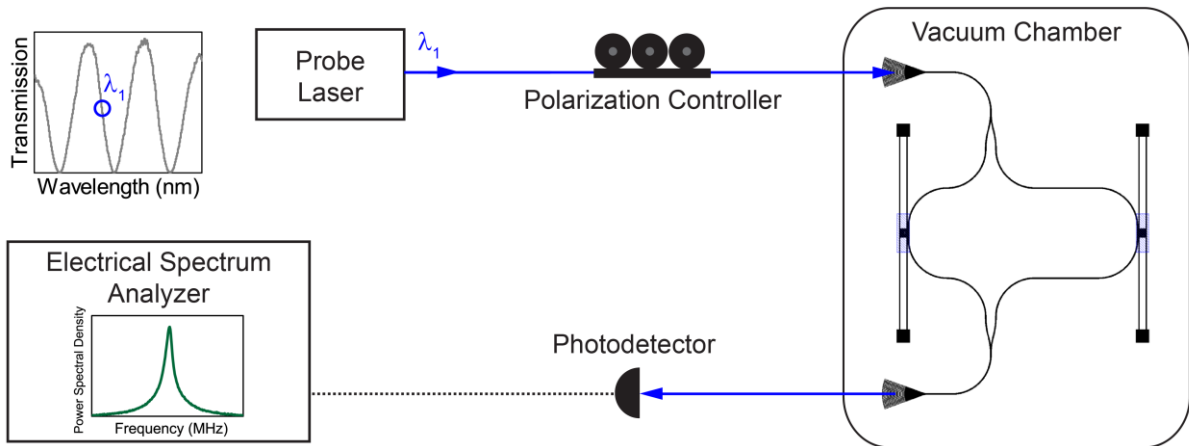 Transmission
λ1
Wavelength (nm)
Probe
Laser
λ1
Polarization Controller
Vacuum Chamber
Electrical Spectrum
Analyzer
Power Spectral Density
Frequency (MHz)
Photodetector